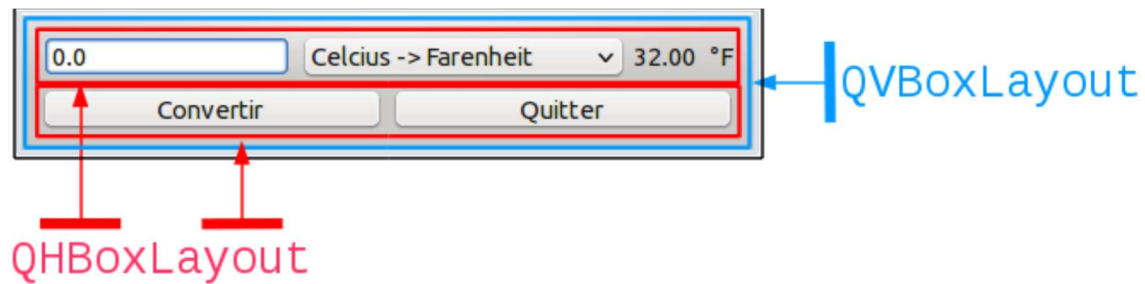 0.0 Celcius -> Farenheit 32.00 °F
Convertir Quitter
QVBoxLayout
QHBoxLayout